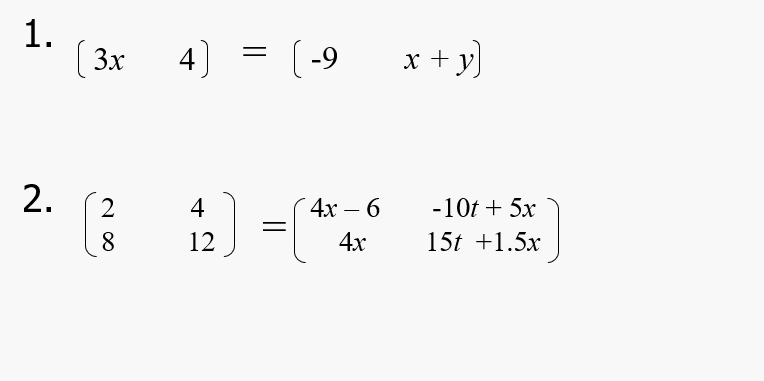 1. (3x 4) = (-9 x + y)
2. (2 4 = (4x – 6 -10t + 5x
8 12) 4x 15t +1.5x)